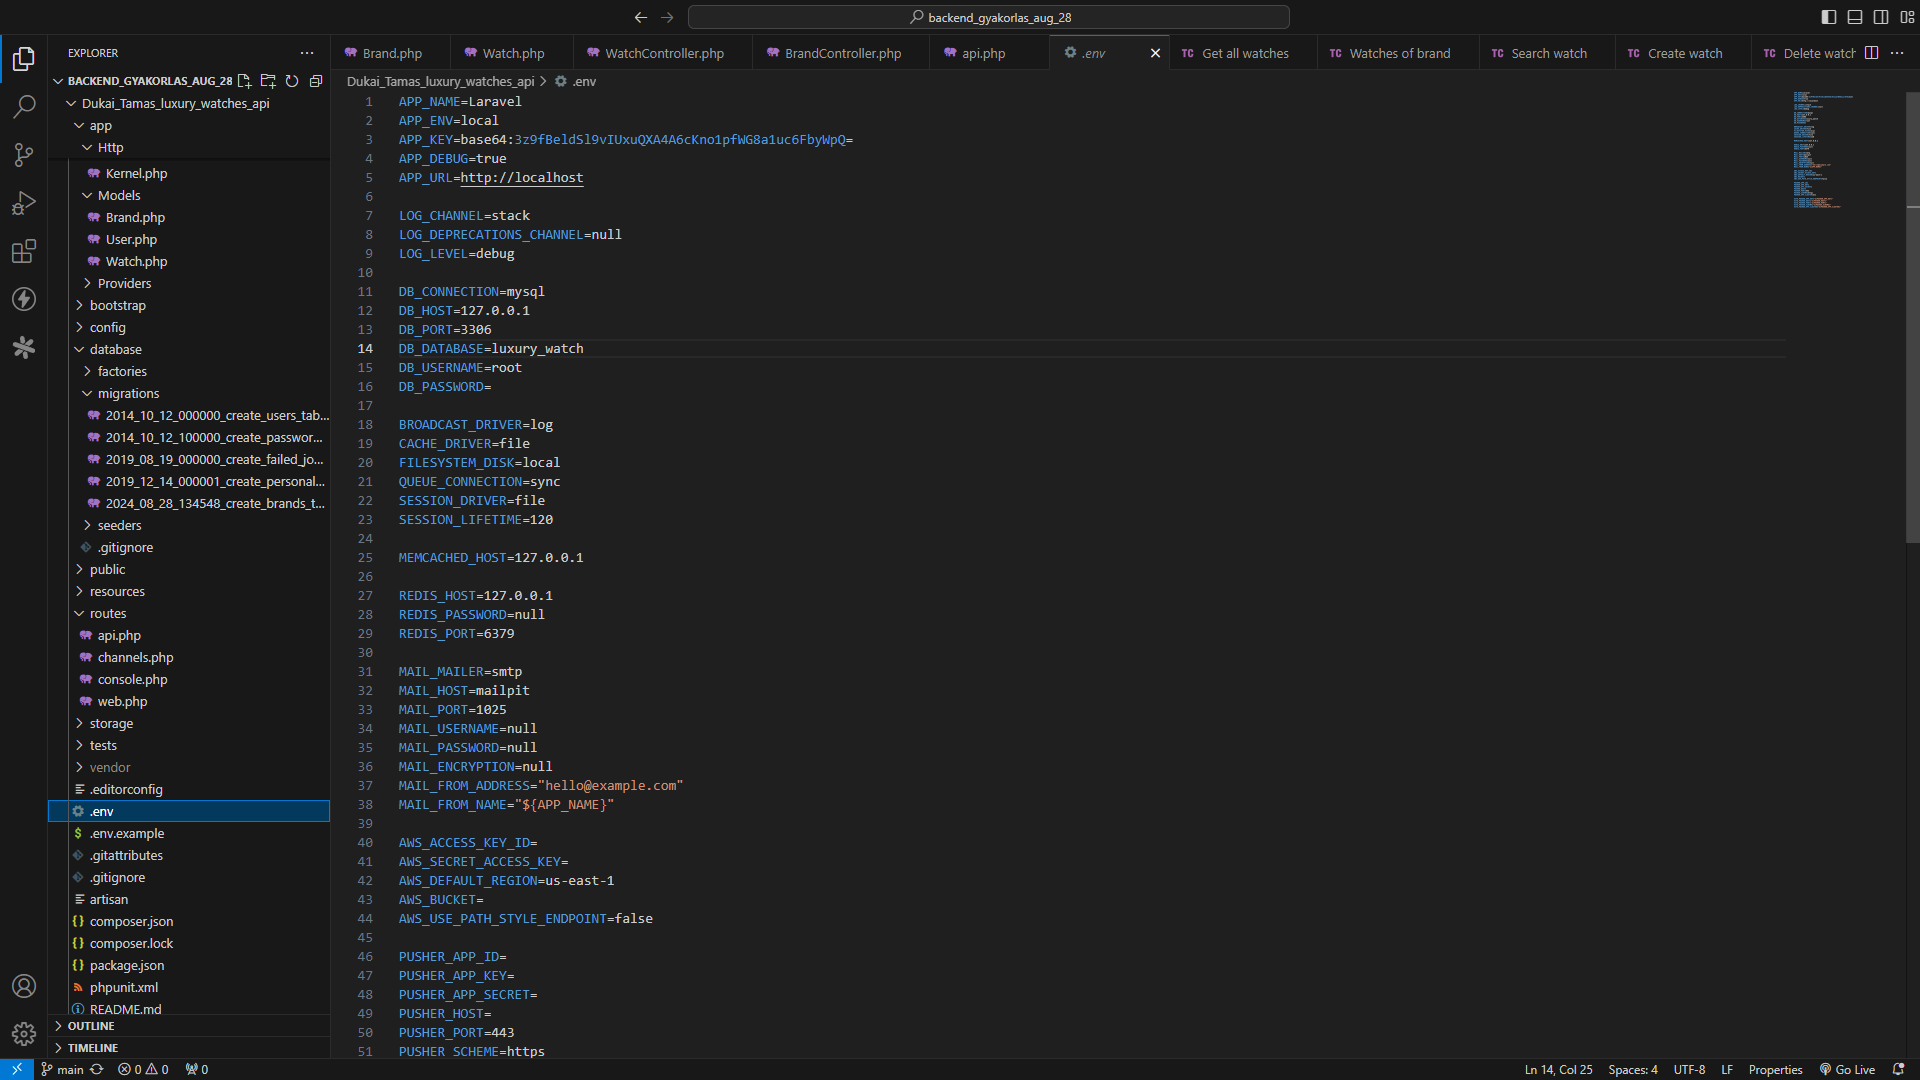 backend_gyakorlas_aug_28
EXPLORER
BACKEND_GYAKORLAS_AUG_28
Dukai_Tamas_luxury_watches_api
app
Http
Kernel.php
Models
Brand.php
User.php
Watch.php
Providers
bootstrap
config
database
factories
migrations
2014_10_12_000000_create_users_tab...
2014_10_12_100000_create_passwor...
2019_08_19_000000_create_failed_jo...
2019_12_14_000001_create_personal...
2024_08_28_134548_create_brands_t...
seeders
.gitignore
public
resources
routes
api.php
channels.php
console.php
web.php
storage
tests
vendor
.editorconfig
.env
.env.example
.gitattributes
.gitignore
artisan
composer.json
composer.lock
package.json
phpunit.xml
README.md
OUTLINE
TIMELINE
Brand.php Watch.php WatchController.php BrandController.php api.php .env TC Get all watches TC Watches of brand TC Search watch TC Create watch TC Delete watch
Dukai_Tamas_luxury_watches_api > .env
1 APP_NAME=Laravel
2 APP_ENV=local
3 APP_KEY=base64:3z9fBeldSl9vIUxuQXA4A6cKno1pfWG8a1uc6FbyWpQ=
4 APP_DEBUG=true
5 APP_URL=http://localhost
6
7 LOG_CHANNEL=stack
8 LOG_DEPRECATIONS_CHANNEL=null
9 LOG_LEVEL=debug
10
11 DB_CONNECTION=mysql
12 DB_HOST=127.0.0.1
13 DB_PORT=3306
14 DB_DATABASE=luxury_watch
15 DB_USERNAME=root
16 DB_PASSWORD=
17
18 BROADCAST_DRIVER=log
19 CACHE_DRIVER=file
20 FILESYSTEM_DISK=local
21 QUEUE_CONNECTION=sync
22 SESSION_DRIVER=file
23 SESSION_LIFETIME=120
24
25 MEMCACHED_HOST=127.0.0.1
26
27 REDIS_HOST=127.0.0.1
28 REDIS_PASSWORD=null
29 REDIS_PORT=6379
30
31 MAIL_MAILER=smtp
32 MAIL_HOST=mailpit
33 MAIL_PORT=1025
34 MAIL_USERNAME=null
35 MAIL_PASSWORD=null
36 MAIL_ENCRYPTION=null
37 MAIL_FROM_ADDRESS="hello@example.com"
38 MAIL_FROM_NAME="${APP_NAME}"
39
40 AWS_ACCESS_KEY_ID=
41 AWS_SECRET_ACCESS_KEY=
42 AWS_DEFAULT_REGION=us-east-1
43 AWS_BUCKET=
44 AWS_USE_PATH_STYLE_ENDPOINT=false
45
46 PUSHER_APP_ID=
47 PUSHER_APP_KEY=
48 PUSHER_APP_SECRET=
49 PUSHER_HOST=
50 PUSHER_PORT=443
51 PUSHER_SCHEME=https
main 0 0 0 Ln 14, Col 25 Spaces: 4 UTF-8 LF Properties Go Live